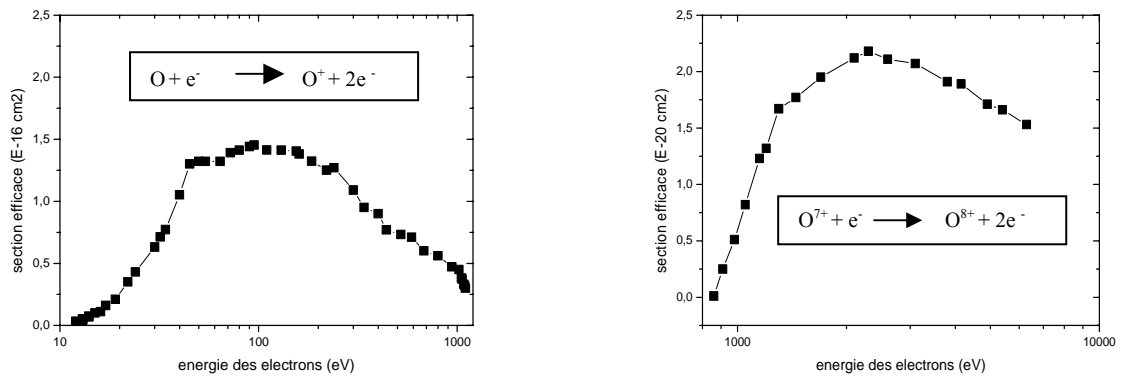 2,5
2,0
1,5
1,0
0,5
0,0
section efficace (E-16 cm2)
O + e⁻ → O⁺ + 2e⁻
10
100
1000
energie des electrons (eV)
2,5
2,0
1,5
1,0
0,5
0,0
section efficace (E-20 cm2)
O⁷⁺ + e⁻ → O⁸⁺ + 2e⁻
1000
10000
energie des electrons (eV)